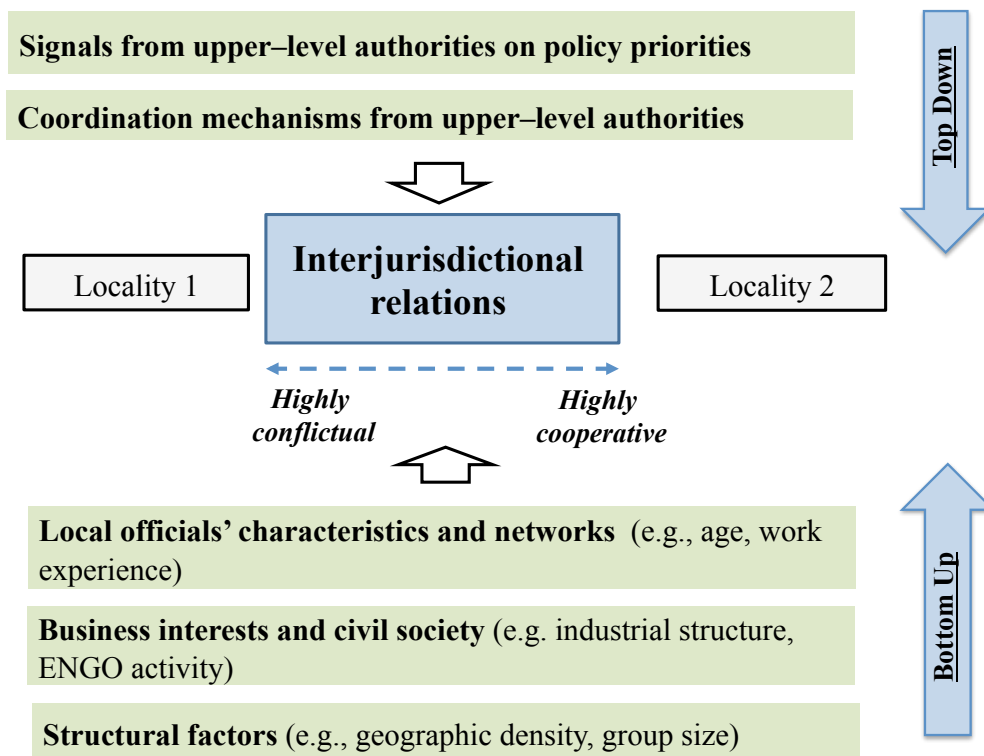 Signals from upper–level authorities on policy priorities
Coordination mechanisms from upper–level authorities
Top Down
Interjurisdictional
relations
Locality 1
Locality 2
Highly
conflictual
Highly
cooperative
Local officials’ characteristics and networks (e.g., age, work
experience)
Business interests and civil society (e.g. industrial structure,
ENGO activity)
Structural factors (e.g., geographic density, group size)
Bottom Up